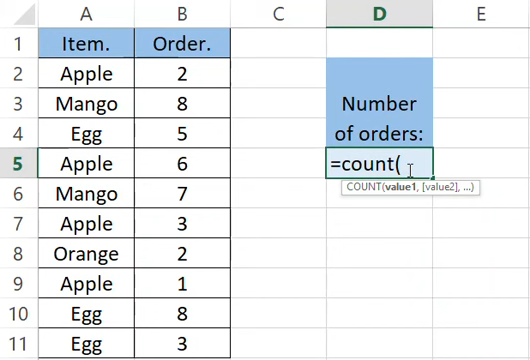 A B C D E
1 Item. Order.
2 Apple 2
3 Mango 8 Number
4 Egg 5 of orders:
5 Apple 6 =count(
6 Mango 7 COUNT(value1, [value2], ...)
7 Apple 3
8 Orange 2
9 Apple 1
10 Egg 8
11 Egg 3